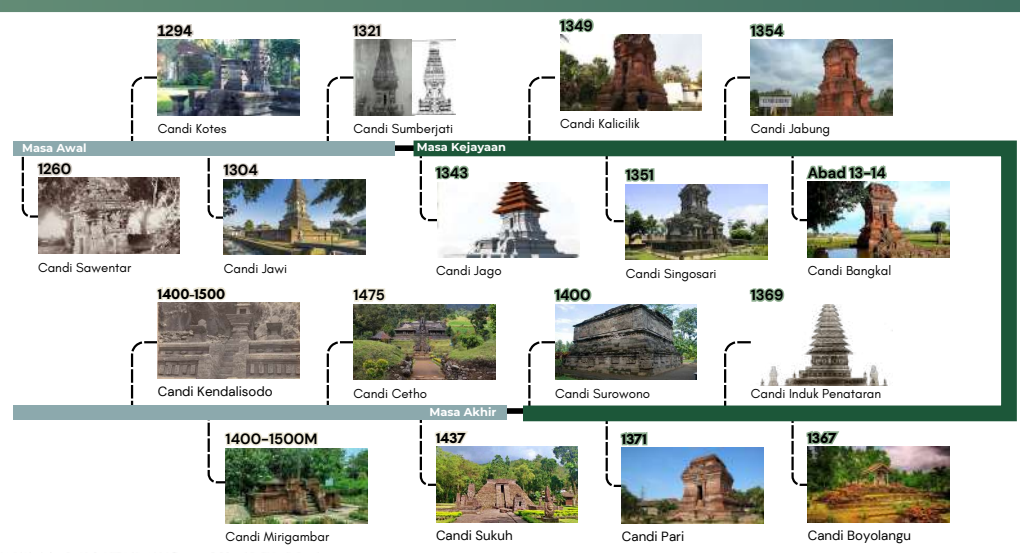 1294
Candi Kotes
1321
Candi Sumberjati
1349
Candi Kalicilik
1354
Candi Jabung
Masa Awal
Masa Kejayaan
1260
Candi Sawentar
1304
Candi Jawi
1343
Candi Jago
1351
Candi Singosari
Abad 13-14
Candi Bangkal
1400-1500
Candi Kendalisodo
1475
Candi Cetho
1400
Candi Surowono
1369
Candi Induk Penataran
Masa Akhir
1400-1500M
Candi Mirigambar
1437
Candi Sukuh
1371
Candi Pari
1367
Candi Boyolangu